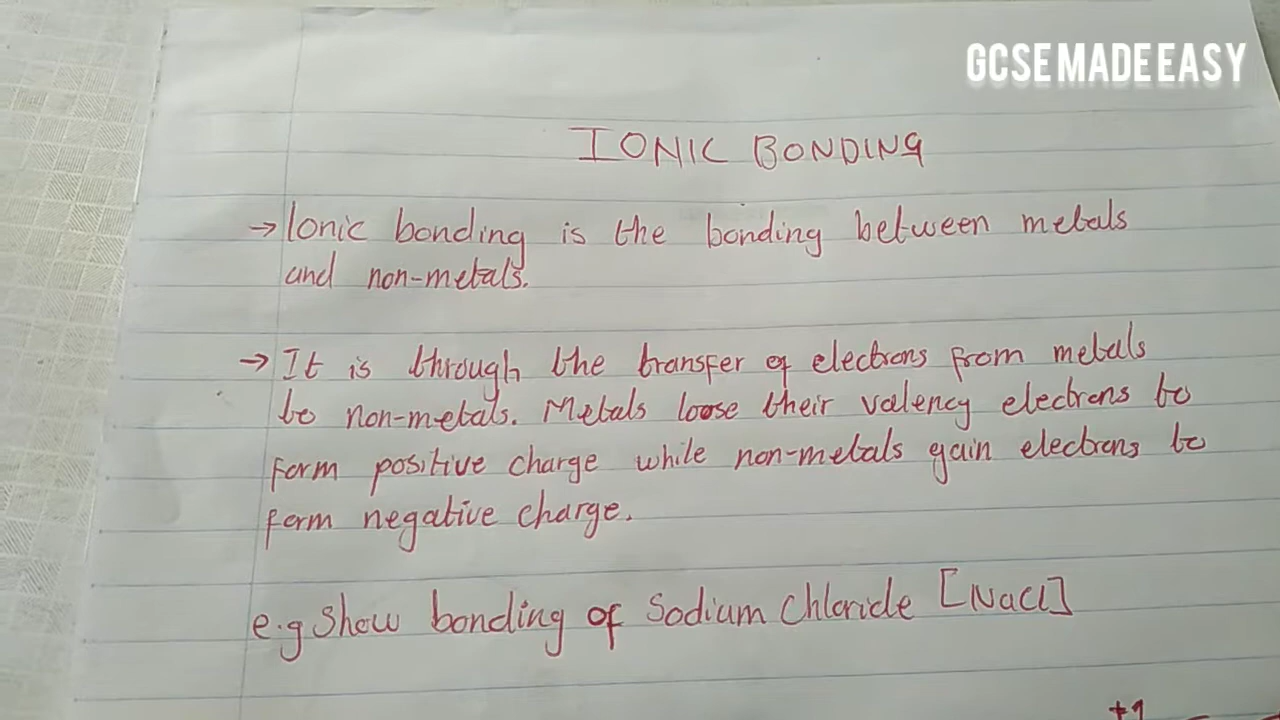 GCSE MADE EASY
IONIC BONDING
→ Ionic bonding is the bonding between metals
and non-metals.
→ It is through the transfer of electrons from metals
to non-metals. Metals loose their valency electrons to
form positive charge while non-metals gain electrons to
form negative charge.
e.g Show bonding of Sodium Chloride [NaCl]
+1